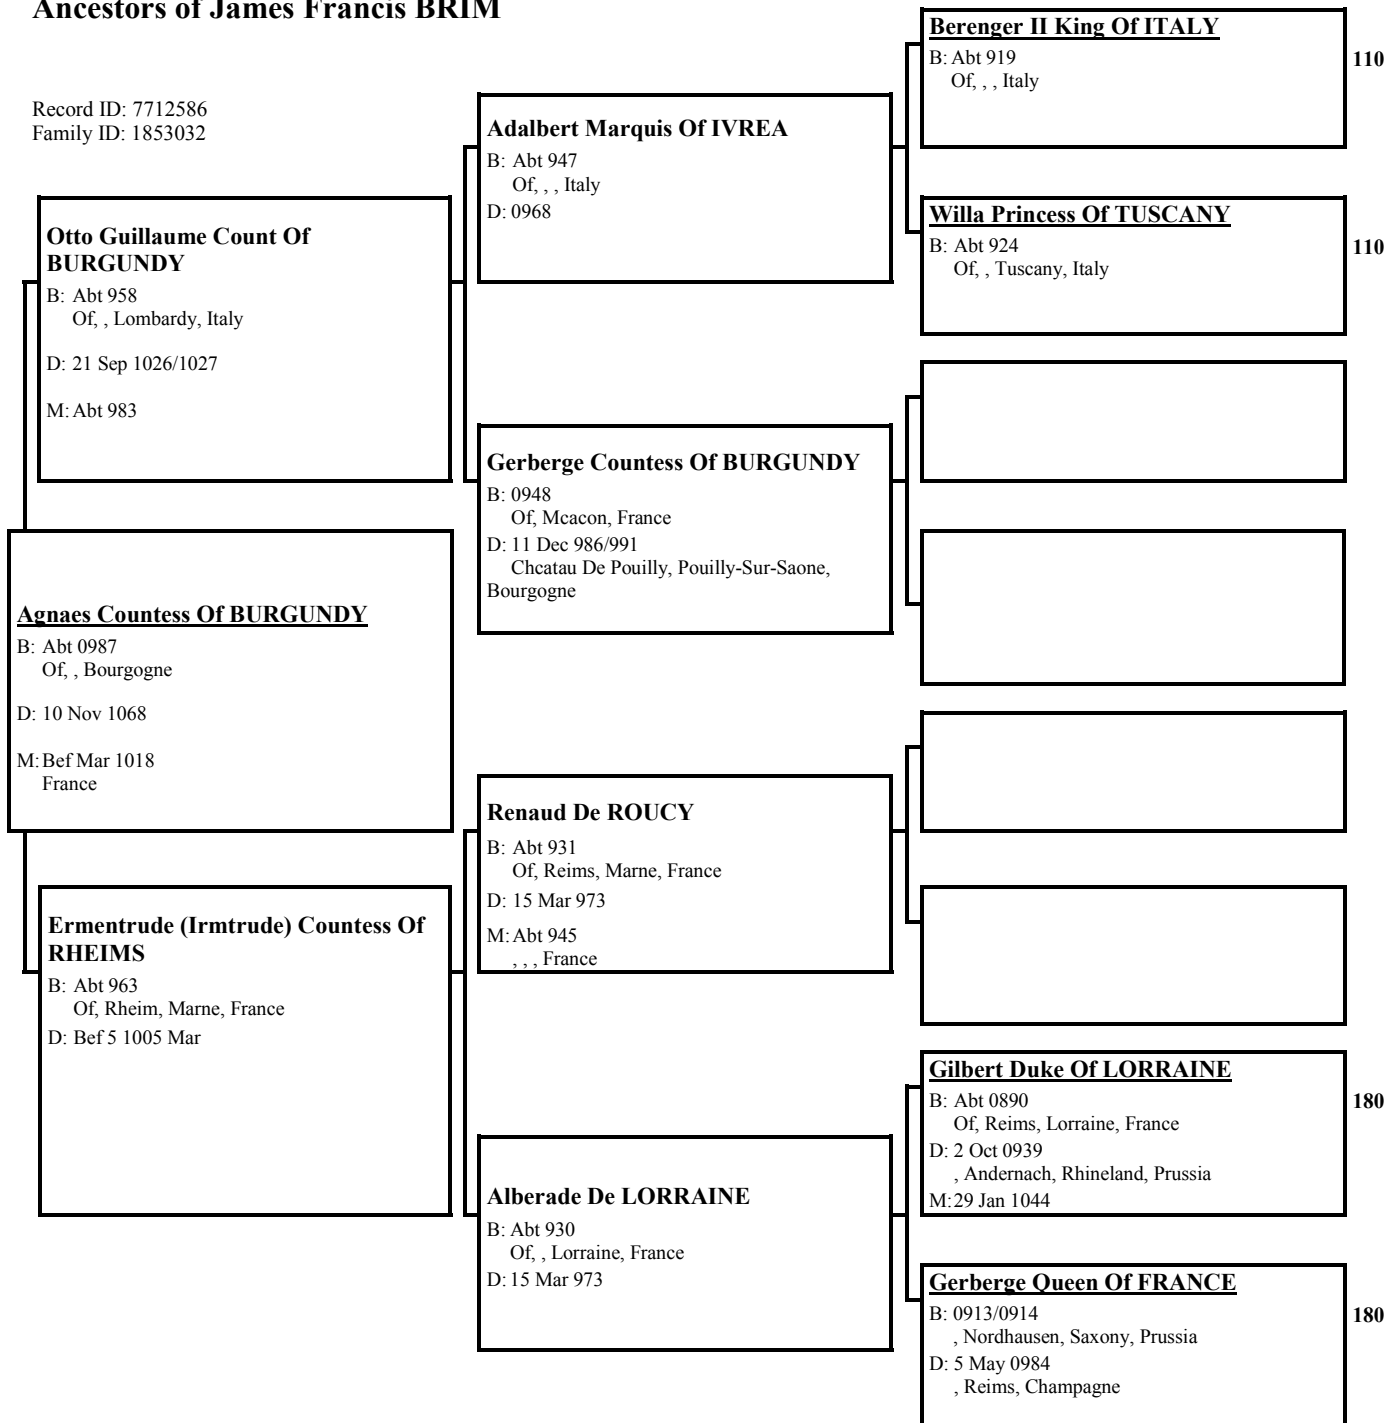 Ancestors of James Francis BRIM
Record ID: 7712586
Family ID: 1853032
Otto Guillaume Count Of
BURGUNDY
B: Abt 958
Of, , Lombardy, Italy
D: 21 Sep 1026/1027
M: Abt 983
Agnaes Countess Of BURGUNDY
B: Abt 0987
Of, , Bourgogne
D: 10 Nov 1068
M: Bef Mar 1018
France
Ermentrude (Irmtrude) Countess Of
RHEIMS
B: Abt 963
Of, Rheim, Marne, France
D: Bef 5 1005 Mar
Adalbert Marquis Of IVREA
B: Abt 947
Of, , , Italy
D: 0968
Gerberge Countess Of BURGUNDY
B: 0948
Of, Mcacon, France
D: 11 Dec 986/991
Chcatau De Pouilly, Pouilly-Sur-Saone,
Bourgogne
Renaud De ROUCY
B: Abt 931
Of, Reims, Marne, France
D: 15 Mar 973
M: Abt 945
, , , France
Alberade De LORRAINE
B: Abt 930
Of, , Lorraine, France
D: 15 Mar 973
Berenger II King Of ITALY
B: Abt 919
Of, , , Italy
110
Willa Princess Of TUSCANY
B: Abt 924
Of, , Tuscany, Italy
110
Gilbert Duke Of LORRAINE
B: Abt 0890
Of, Reims, Lorraine, France
D: 2 Oct 0939
, Andernach, Rhineland, Prussia
M: 29 Jan 1044
180
Gerberge Queen Of FRANCE
B: 0913/0914
, Nordhausen, Saxony, Prussia
D: 5 May 0984
, Reims, Champagne
180